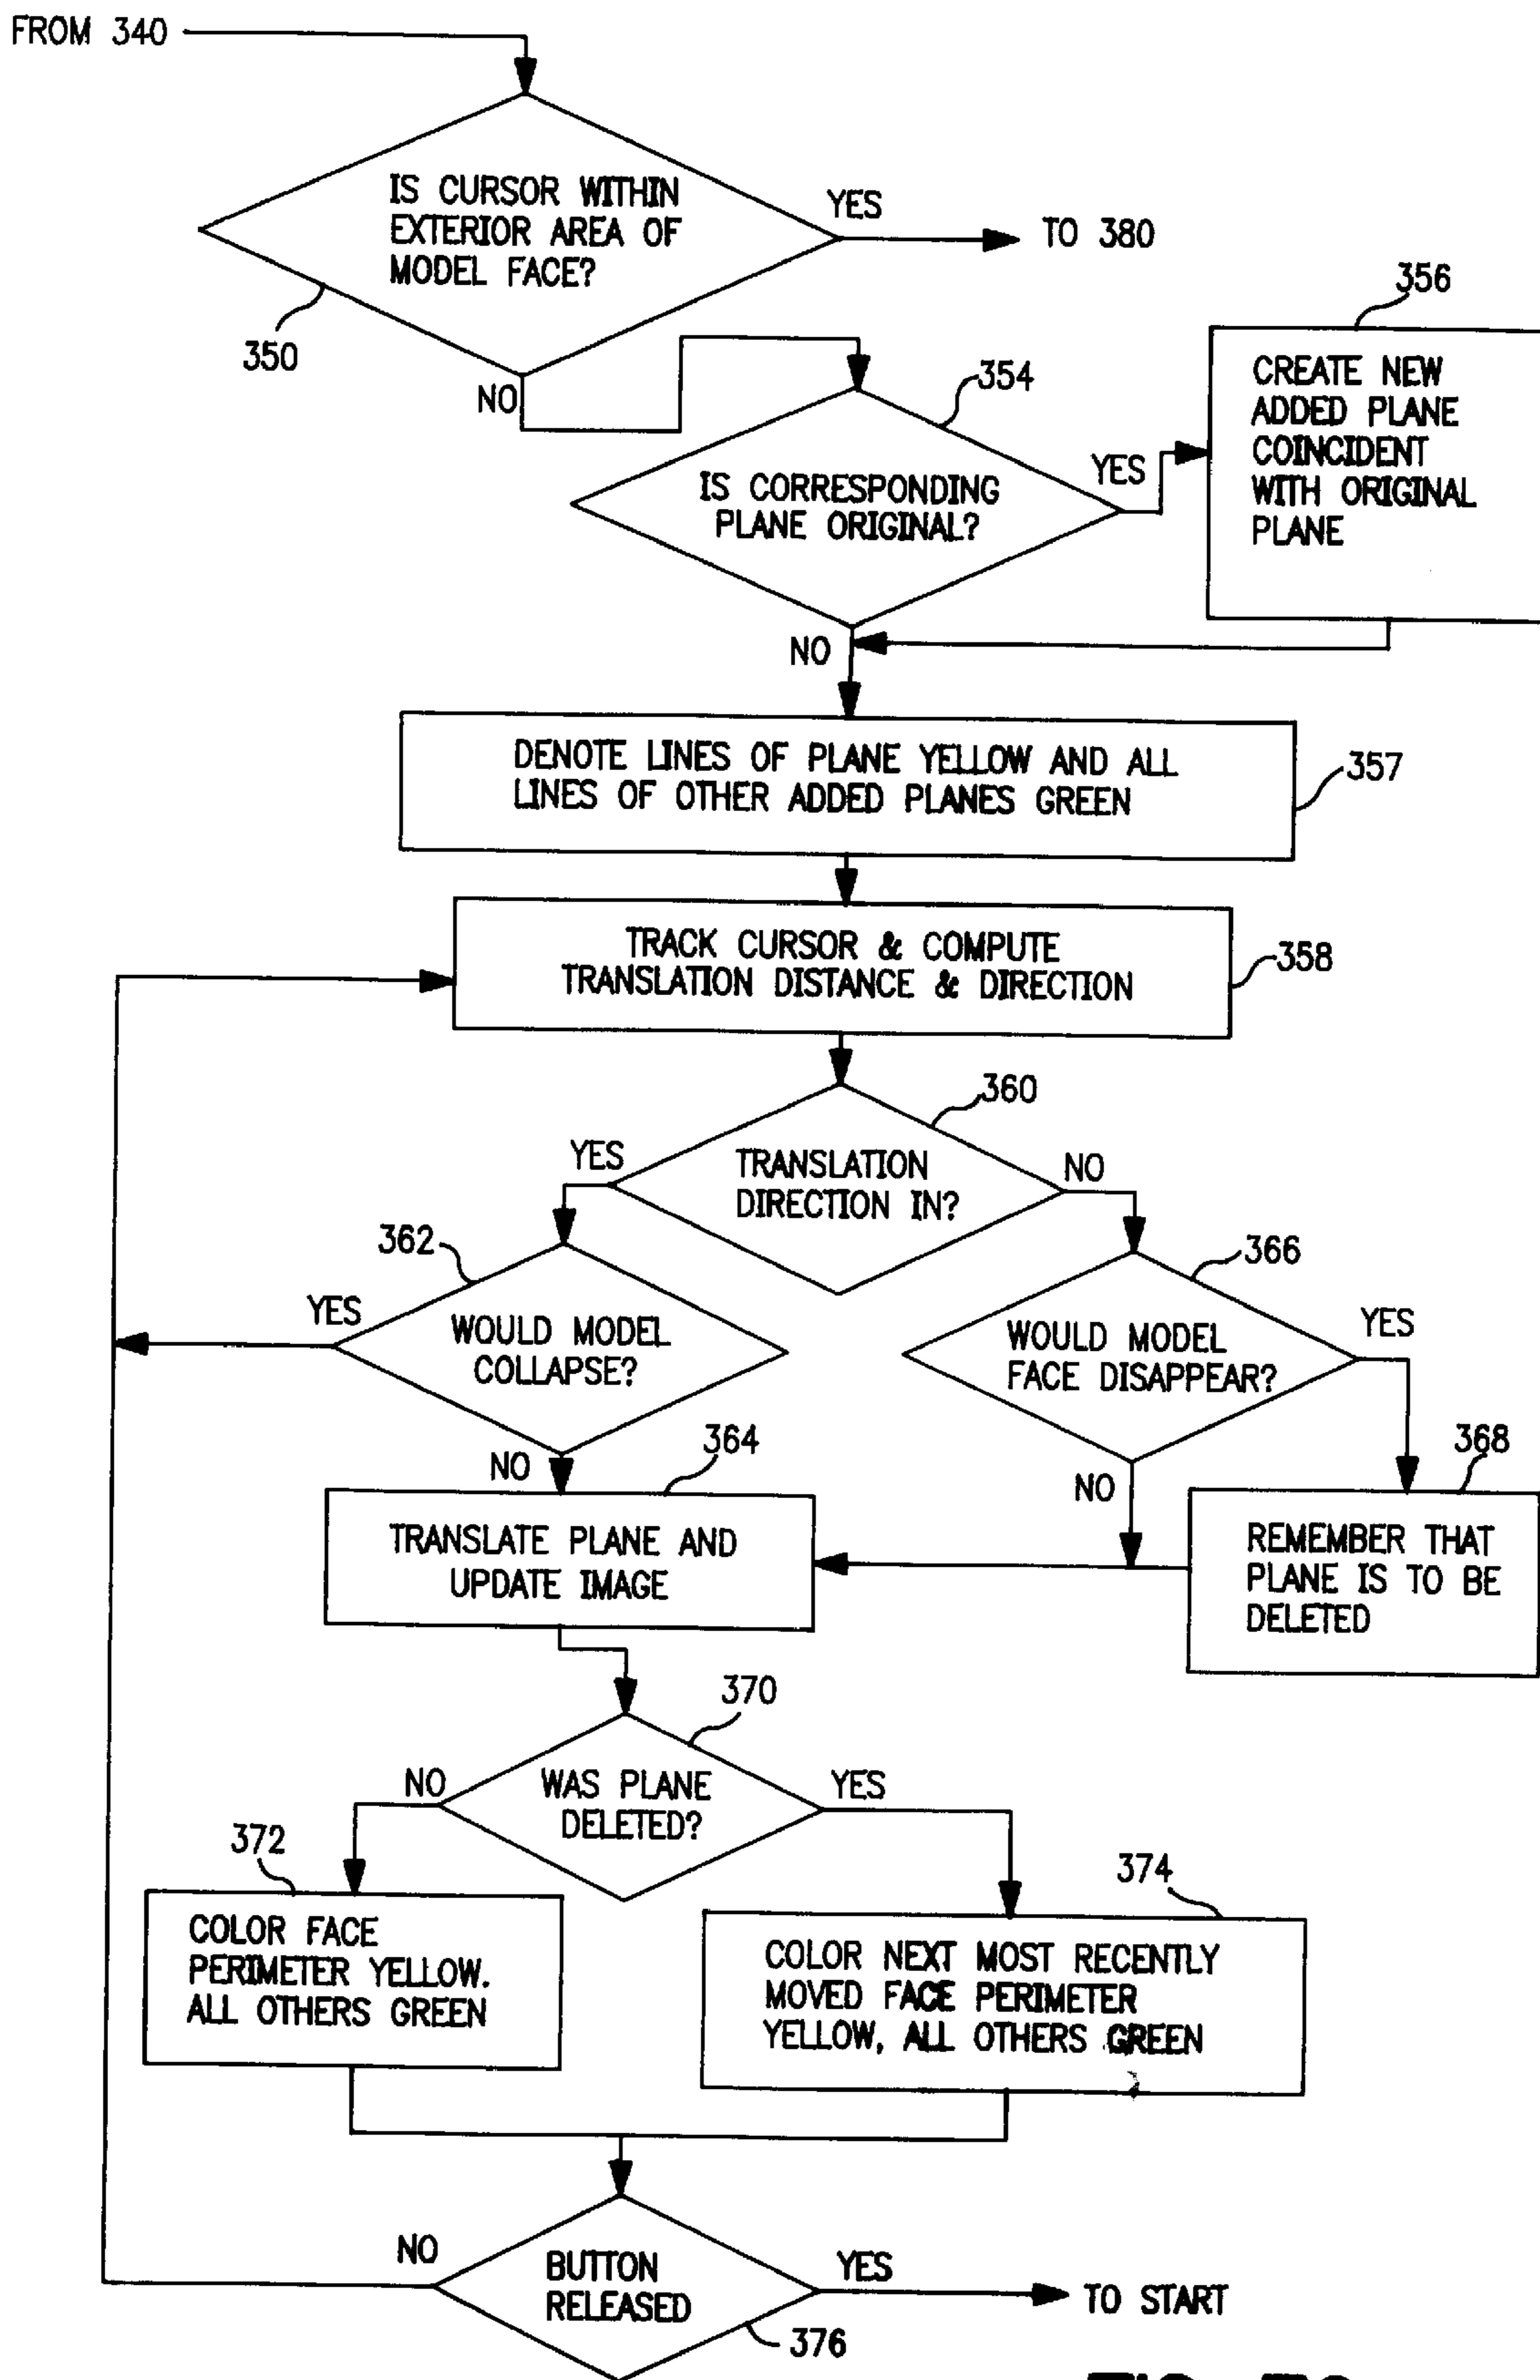 FROM 340
IS CURSOR WITHIN
EXTERIOR AREA OF
MODEL FACE?
YES
TO 380
350
NO
354
356
CREATE NEW
ADDED PLANE
COINCIDENT
WITH ORIGINAL
PLANE
IS CORRESPONDING
PLANE ORIGINAL?
YES
NO
DENOTE LINES OF PLANE YELLOW AND ALL
LINES OF OTHER ADDED PLANES GREEN
357
TRACK CURSOR & COMPUTE
TRANSLATION DISTANCE & DIRECTION
358
360
YES
TRANSLATION
DIRECTION IN?
NO
362
366
YES
WOULD MODEL
COLLAPSE?
WOULD MODEL
FACE DISAPPEAR?
YES
NO
364
NO
368
TRANSLATE PLANE AND
UPDATE IMAGE
REMEMBER THAT
PLANE IS TO BE
DELETED
370
NO
WAS PLANE
DELETED?
YES
372
374
COLOR FACE
PERIMETER YELLOW.
ALL OTHERS GREEN
COLOR NEXT MOST RECENTLY
MOVED FACE PERIMETER
YELLOW, ALL OTHERS GREEN
NO
BUTTON
RELEASED
YES
TO START
376